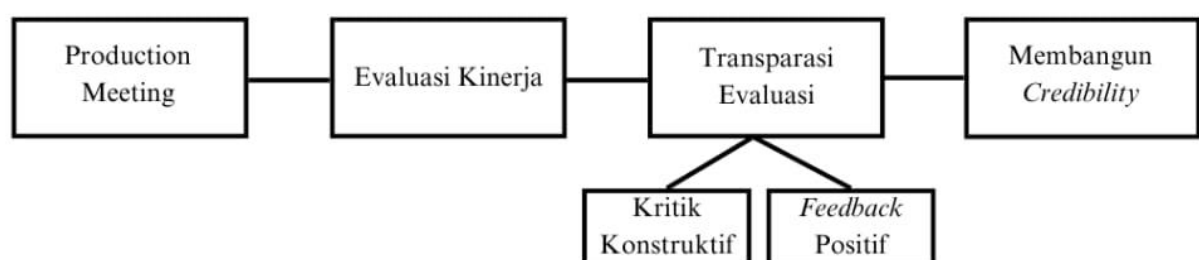 Production
Meeting
Evaluasi Kinerja
Transparasi
Evaluasi
Membangun
Credibility
Kritik
Konstruktif
Feedback
Positif